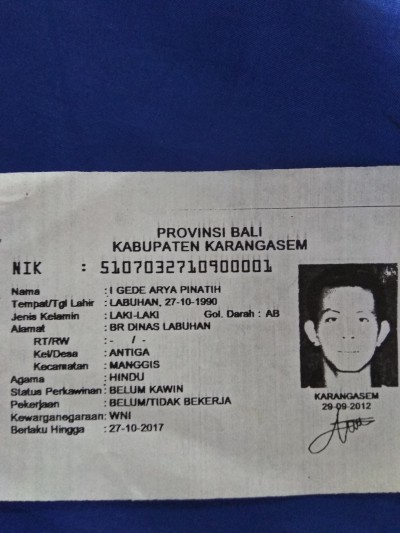 PROVINSI BALI
KABUPATEN KARANGASEM
NIK : 5107032710900001
Nama : I GEDE ARYA PINATIH
Tempat/Tgl Lahir : LABUHAN, 27-10-1990
Jenis Kelamin : LAKI-LAKI Gol. Darah : AB
Alamat : BR DINAS LABUHAN
RT/RW : - / -
Kel/Desa : ANTIGA
Kecamatan : MANGGIS
Agama : HINDU
Status Perkawinan : BELUM KAWIN
Pekerjaan : BELUM/TIDAK BEKERJA
Kewarganegaraan: WNI
Berlaku Hingga : 27-10-2017
KARANGASEM
29-09-2012